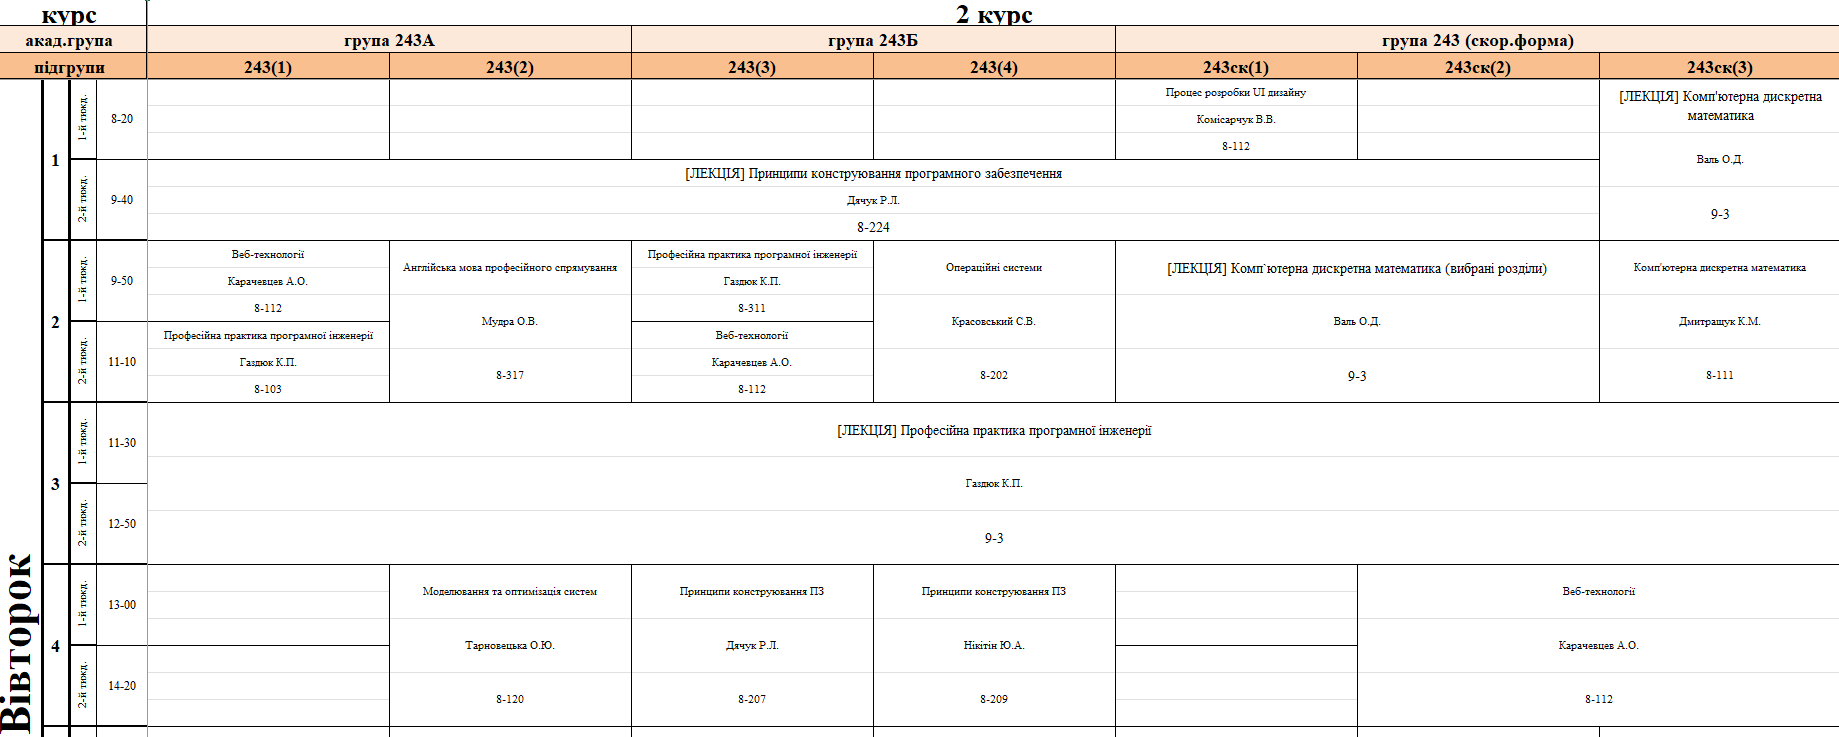 курс 2 курс
акад.група група 243А група 243Б група 243 (скор.форма)
підгрупи 243(1) 243(2) 243(3) 243(4) 243ск(1) 243ск(2) 243ск(3)
Вівторок
1
1-й тижд.
8-20
Процес розробки UI дизайну
Комісарчук В.В.
8-112
[ЛЕКЦІЯ] Комп'ютерна дискретна
математика
Валь О.Д.
9-3
2-й тижд.
9-40
[ЛЕКЦІЯ] Принципи конструювання програмного забезпечення
Дячук Р.Л.
8-224
2
1-й тижд.
9-50
Веб-технології
Карачевцев А.О.
8-112
Англійська мова професійного спрямування
Мудра О.В.
8-317
Професійна практика програмної інженерії
Газдюк К.П.
8-311
Операційні системи
Красовський С.В.
8-202
[ЛЕКЦІЯ] Комп`ютерна дискретна математика (вибрані розділи)
Валь О.Д.
9-3
Комп'ютерна дискретна математика
Дмитращук К.М.
8-111
2-й тижд.
11-10
Професійна практика програмної інженерії
Газдюк К.П.
8-103
Веб-технології
Карачевцев А.О.
8-112
3
1-й тижд.
11-30
[ЛЕКЦІЯ] Професійна практика програмної інженерії
Газдюк К.П.
9-3
2-й тижд.
12-50
4
1-й тижд.
13-00
Моделювання та оптимізація систем
Тарновецька О.Ю.
8-120
Принципи конструювання ПЗ
Дячук Р.Л.
8-207
Принципи конструювання ПЗ
Нікітін Ю.А.
8-209
Веб-технології
Карачевцев А.О.
8-112
2-й тижд.
14-20